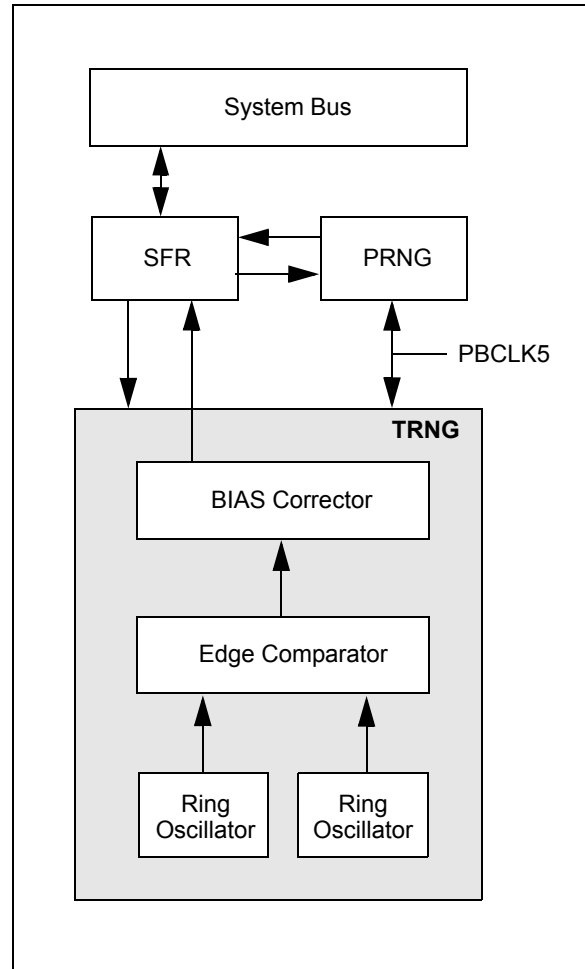 System Bus
SFR
PRNG
PBCLK5
TRNG
BIAS Corrector
Edge Comparator
Ring
Oscillator
Ring
Oscillator